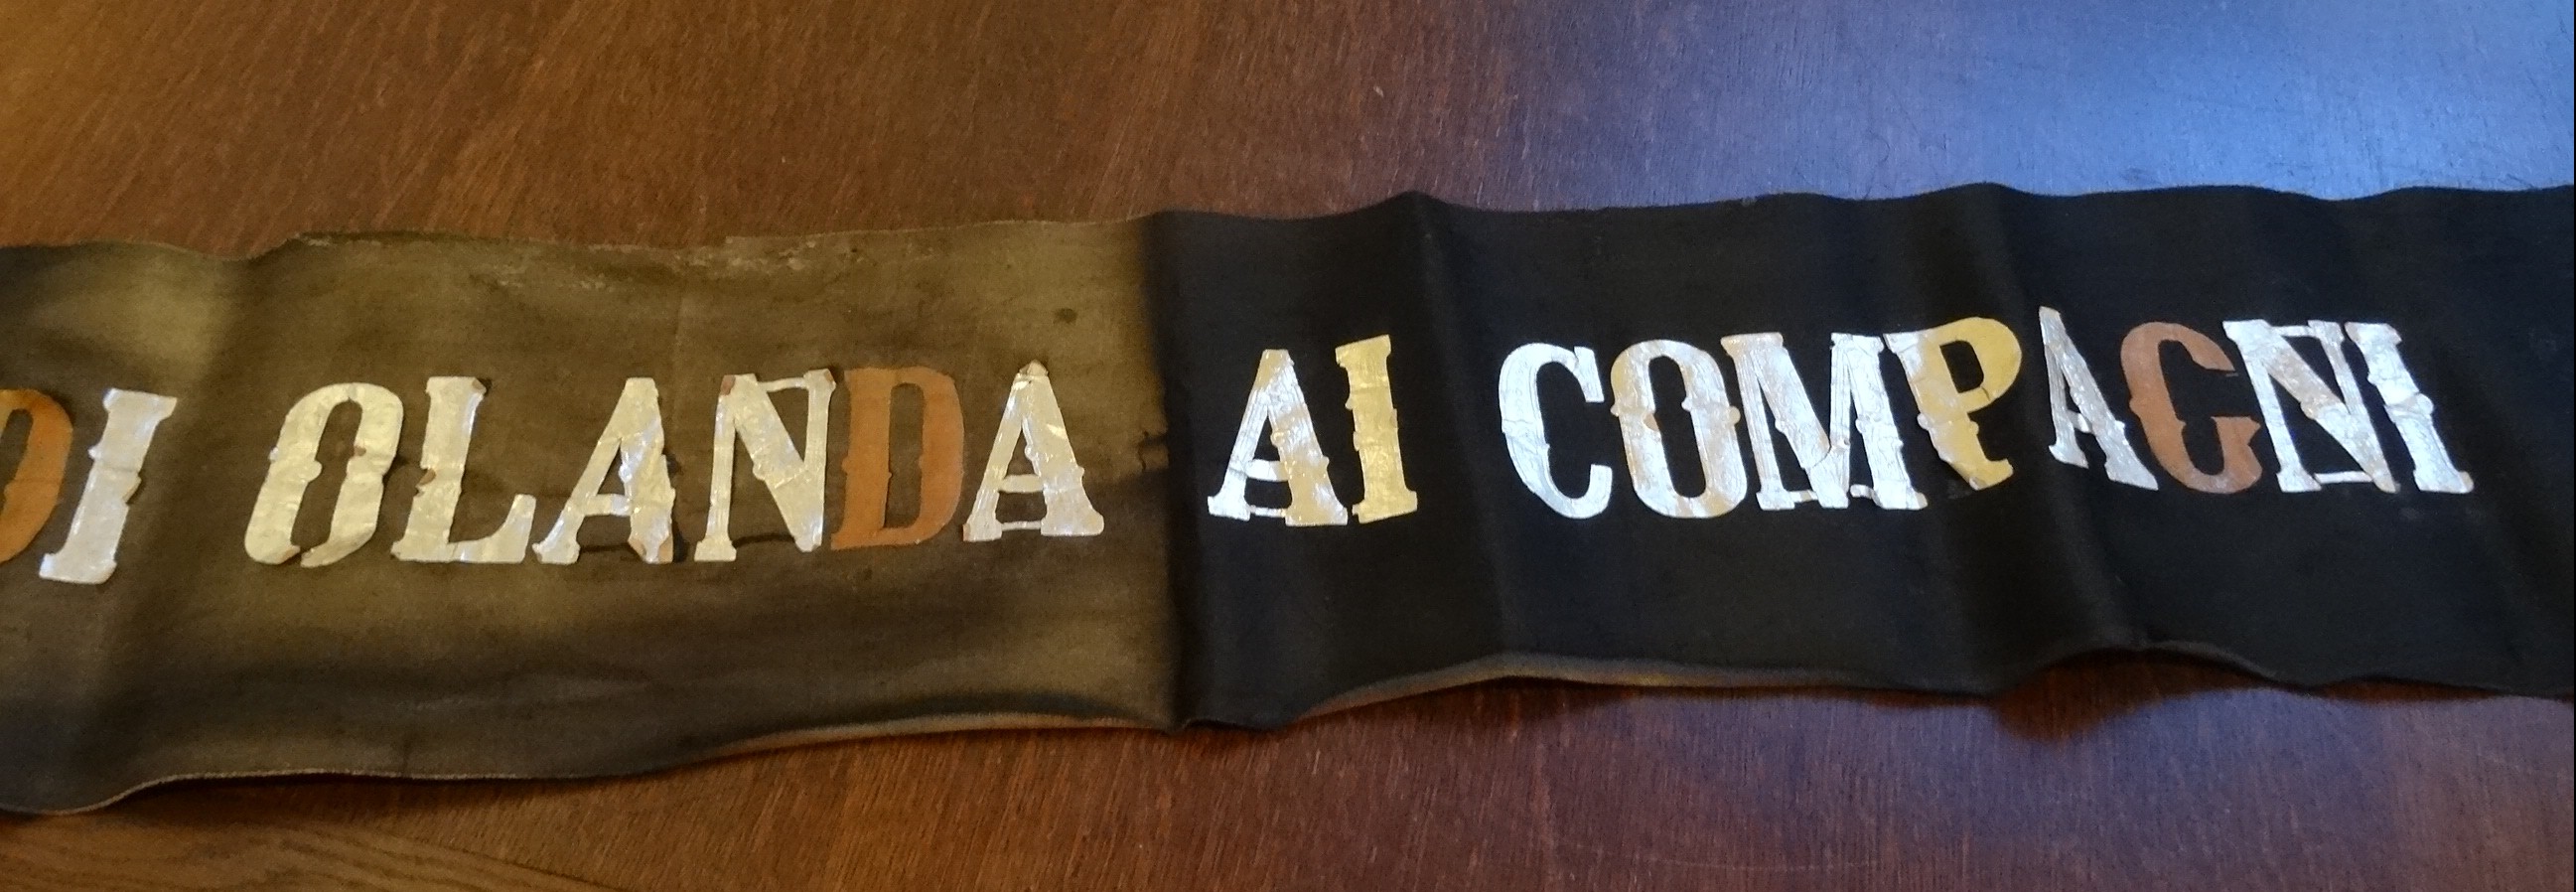 DI OLANDA AI COMPAGNI